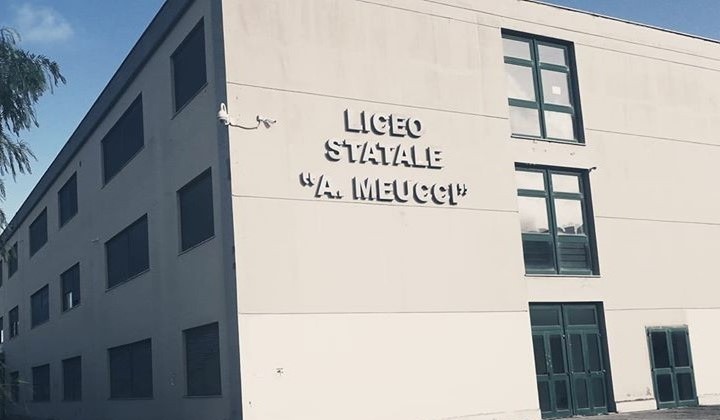 LICEO
STATALE
"A. MEUCCI"